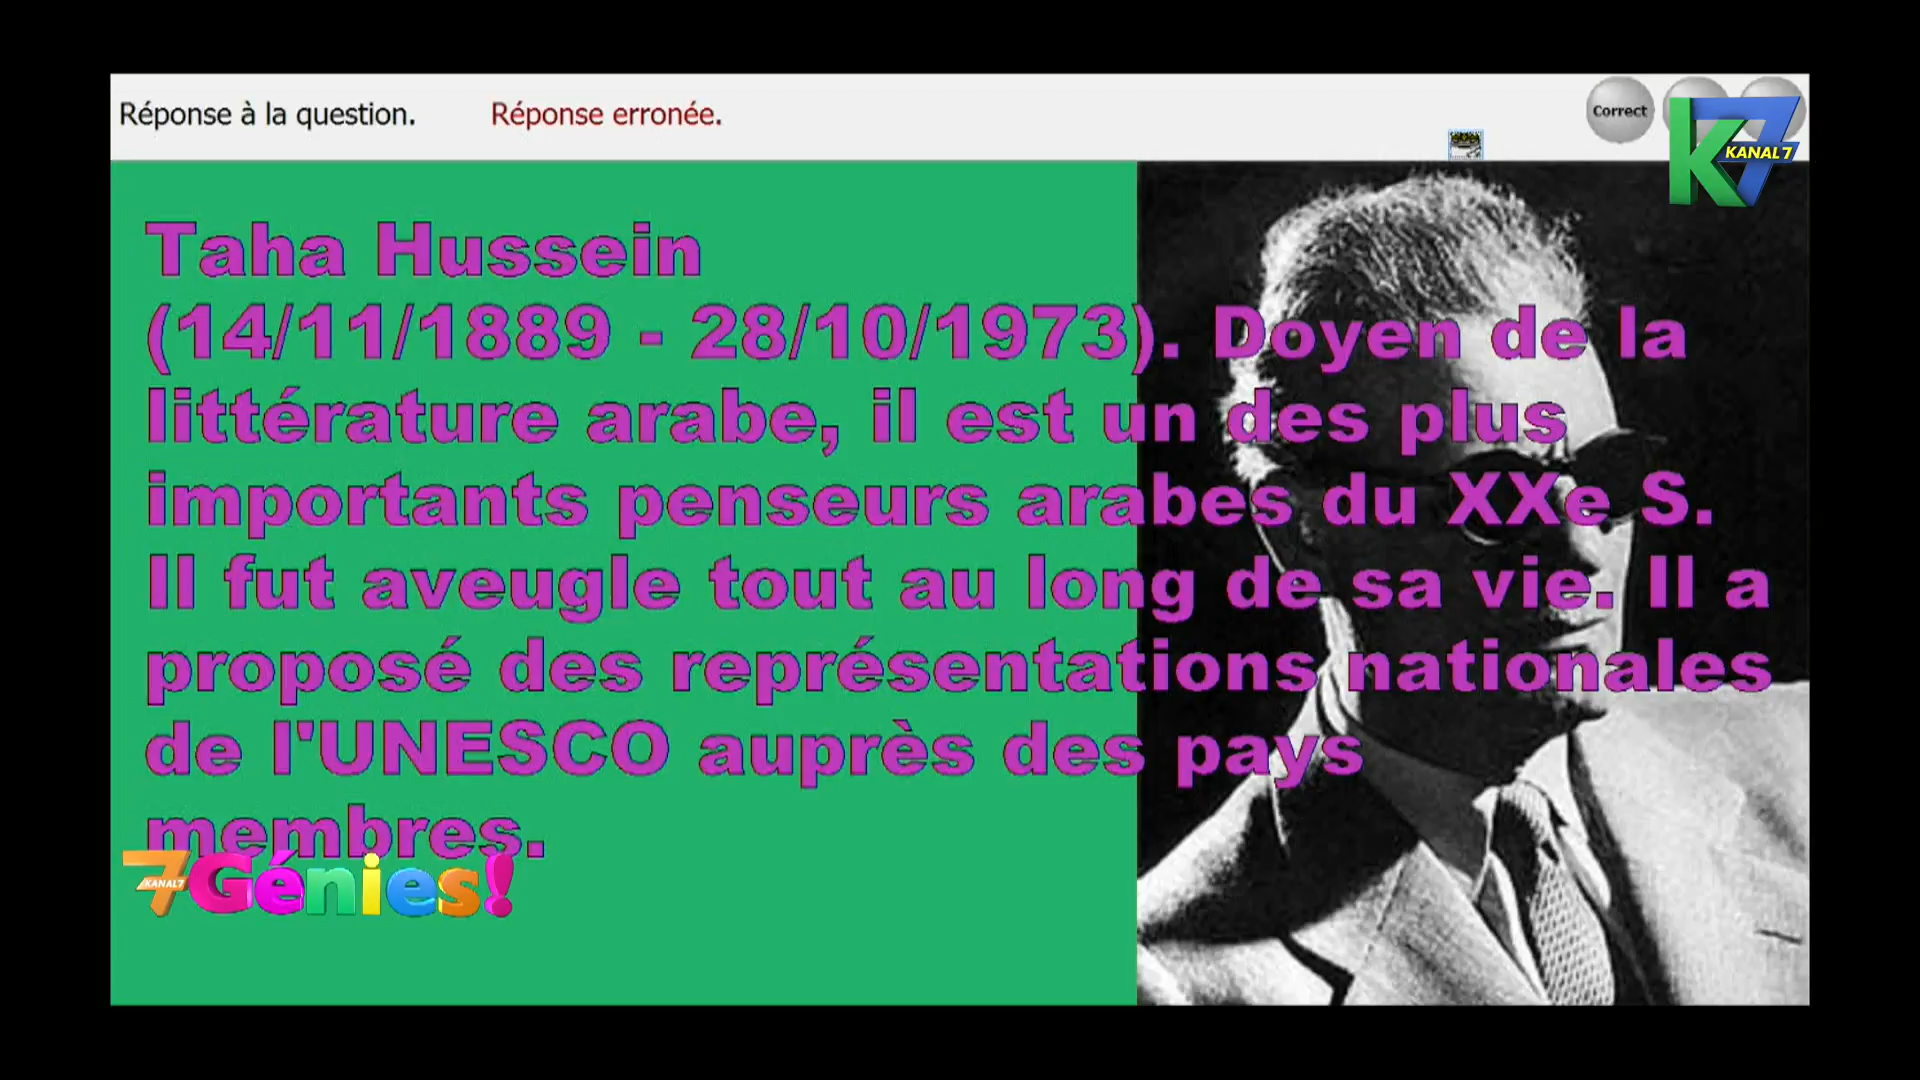 Réponse à la question. Réponse erronée.
Correct
K7
KANAL7
Taha Hussein
(14/11/1889 - 28/10/1973). Doyen de la
littérature arabe, il est un des plus
importants penseurs arabes du XXe S.
Il fut aveugle tout au long de sa vie. Il a
proposé des représentations nationales
de l'UNESCO auprès des pays
membres.
7 KANAL7 Génies!